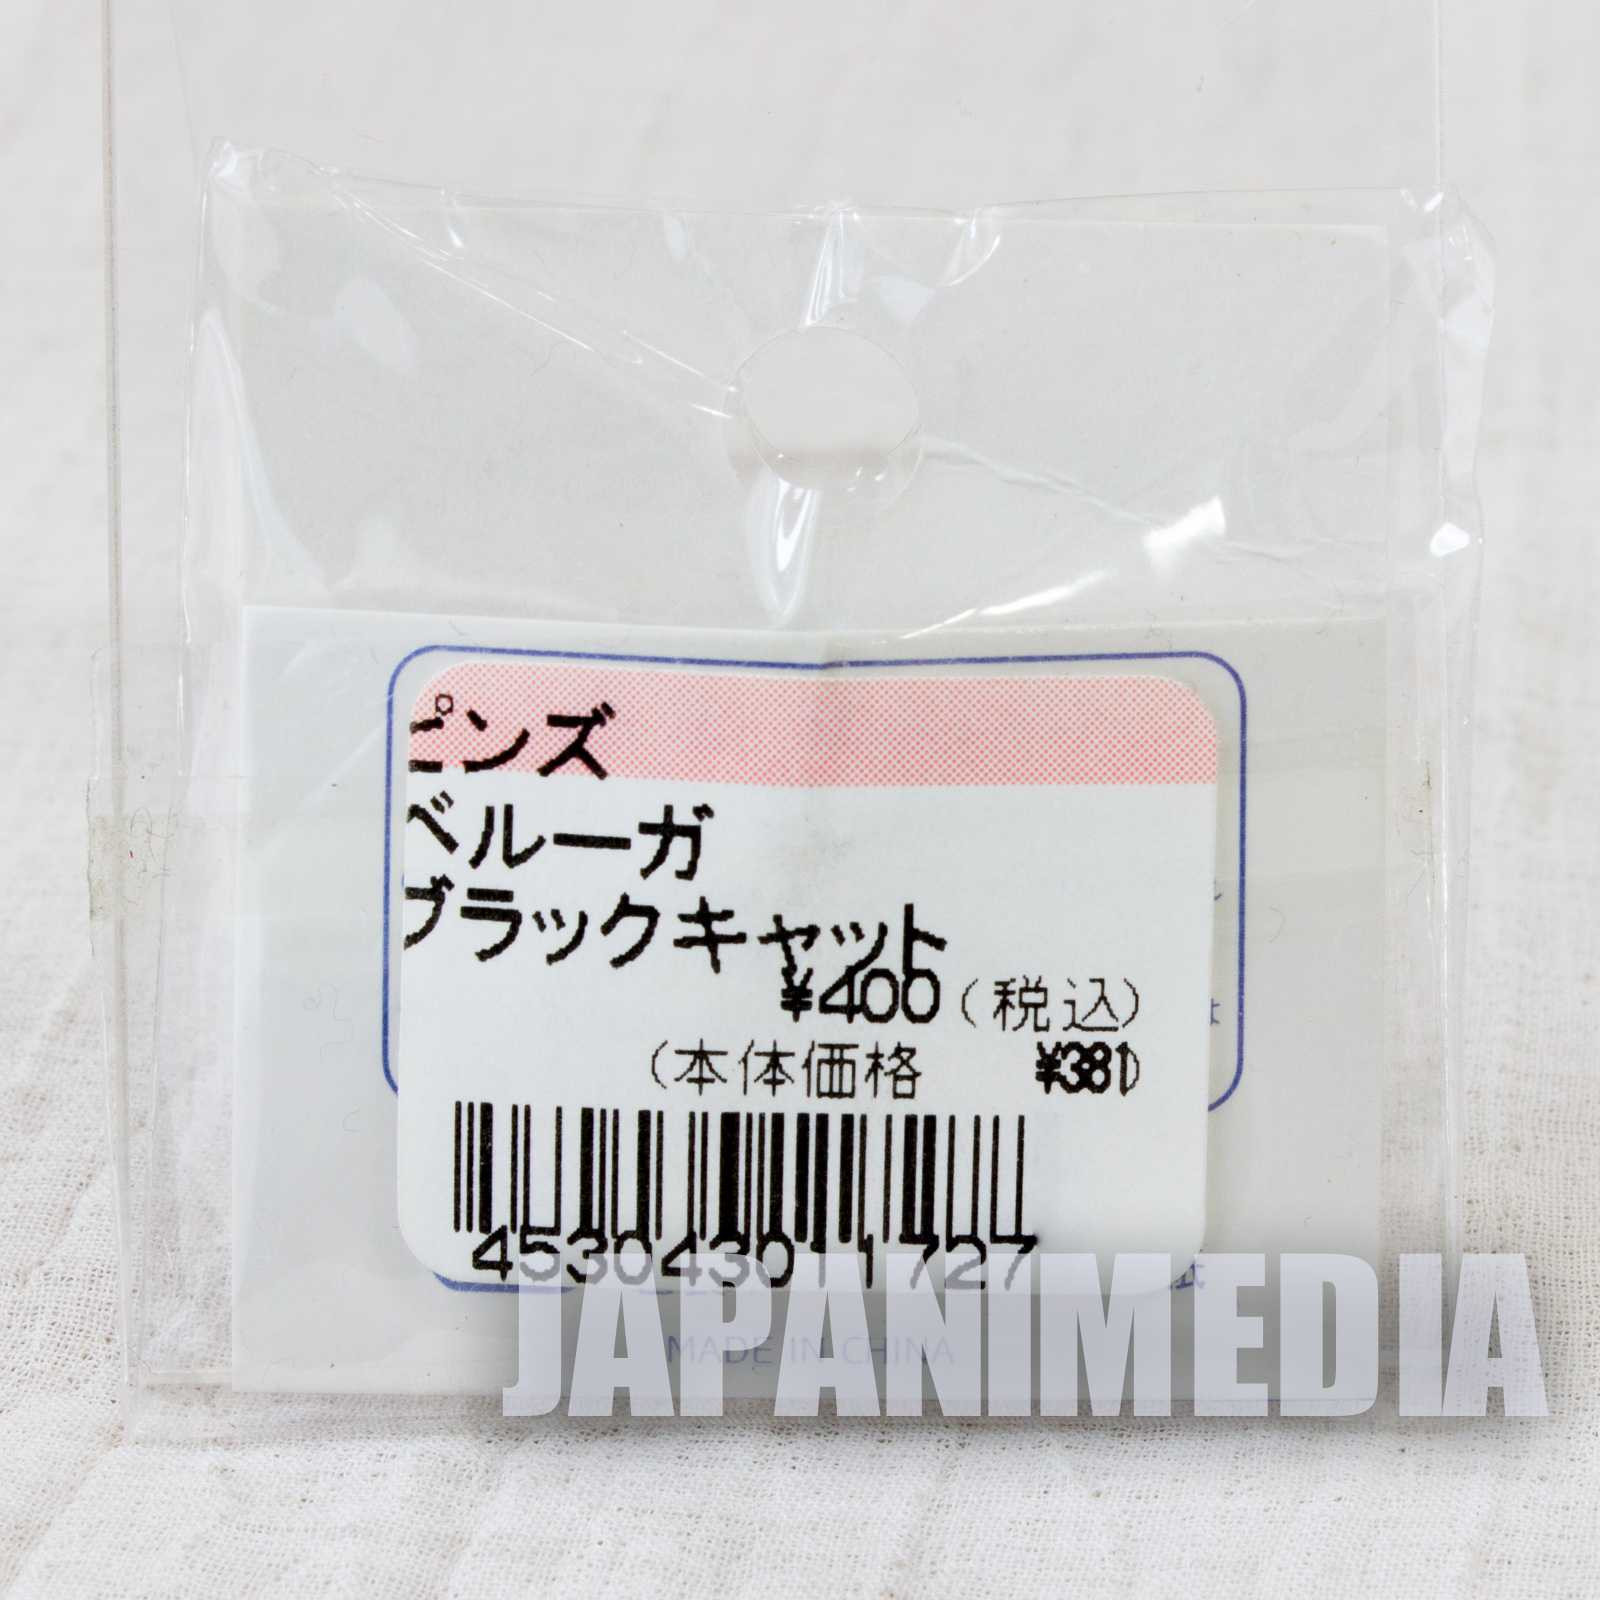 ピンズ
ベルーガ
ブラックキャット
¥400(税込)
(本体価格 ¥381)
453043011727
MADE IN CHINA
JAPANIMEDIA